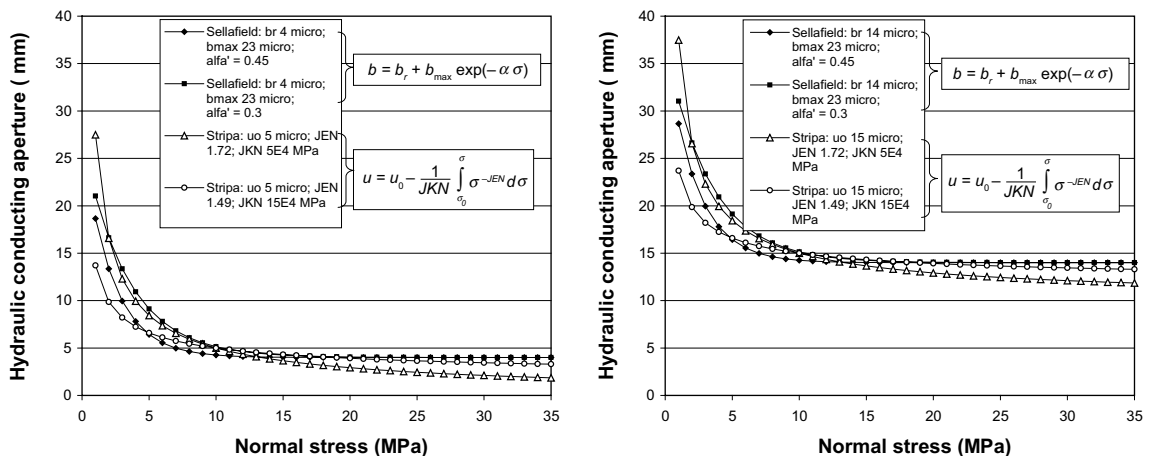 40
35
30
25
20
15
10
5
0
Hydraulic conducting aperture ( mm)
Sellafield: br 4 micro;
bmax 23 micro;
alfa' = 0.45
Sellafield: br 4 micro;
bmax 23 micro;
alfa' = 0.3
Stripa: uo 5 micro; JEN
1.72; JKN 5E4 MPa
Stripa: uo 5 micro; JEN
1.49; JKN 15E4 MPa
b = b_r + b_max exp(-α σ)
u = u_0 - 1/JKN ∫_{σ_0}^{σ} σ^{-JEN} dσ
0 5 10 15 20 25 30 35
Normal stress (MPa)
40
35
30
25
20
15
10
5
0
Hydraulic conducting aperture ( mm)
Sellafield: br 14 micro;
bmax 23 micro;
alfa' = 0.45
Sellafield: br 14 micro;
bmax 23 micro;
alfa' = 0.3
Stripa: uo 15 micro;
JEN 1.72; JKN 5E4
MPa
Stripa: uo 15 micro;
JEN 1.49; JKN 15E4
MPa
b = b_r + b_max exp(-α σ)
u = u_0 - 1/JKN ∫_{σ_0}^{σ} σ^{-JEN} dσ
0 5 10 15 20 25 30 35
Normal stress (MPa)